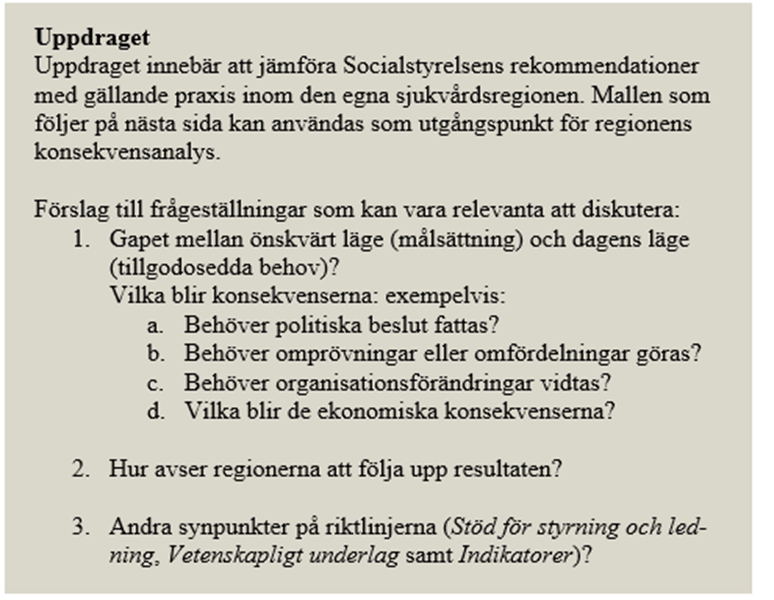 Uppdraget
Uppdraget innebär att jämföra Socialstyrelsens rekommendationer
med gällande praxis inom den egna sjukvårdsregionen. Mallen som
följer på nästa sida kan användas som utgångspunkt för regionens
konsekvensanalys.
Förslag till frågeställningar som kan vara relevanta att diskutera:
1. Gapet mellan önskvärt läge (målsättning) och dagens läge
(tillgodosedda behov)?
Vilka blir konsekvenserna: exempelvis:
a. Behöver politiska beslut fattas?
b. Behöver omprövningar eller omfördelningar göras?
c. Behöver organisationsförändringar vidtas?
d. Vilka blir de ekonomiska konsekvenserna?
2. Hur avser regionerna att följa upp resultaten?
3. Andra synpunkter på riktlinjerna (Stöd för styrning och led-
ning, Vetenskapligt underlag samt Indikatorer)?